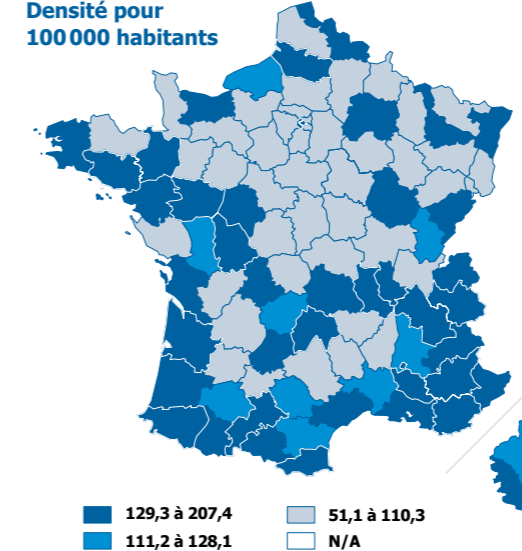 Densité pour
100 000 habitants
129,3 à 207,4
51,1 à 110,3
111,2 à 128,1
N/A